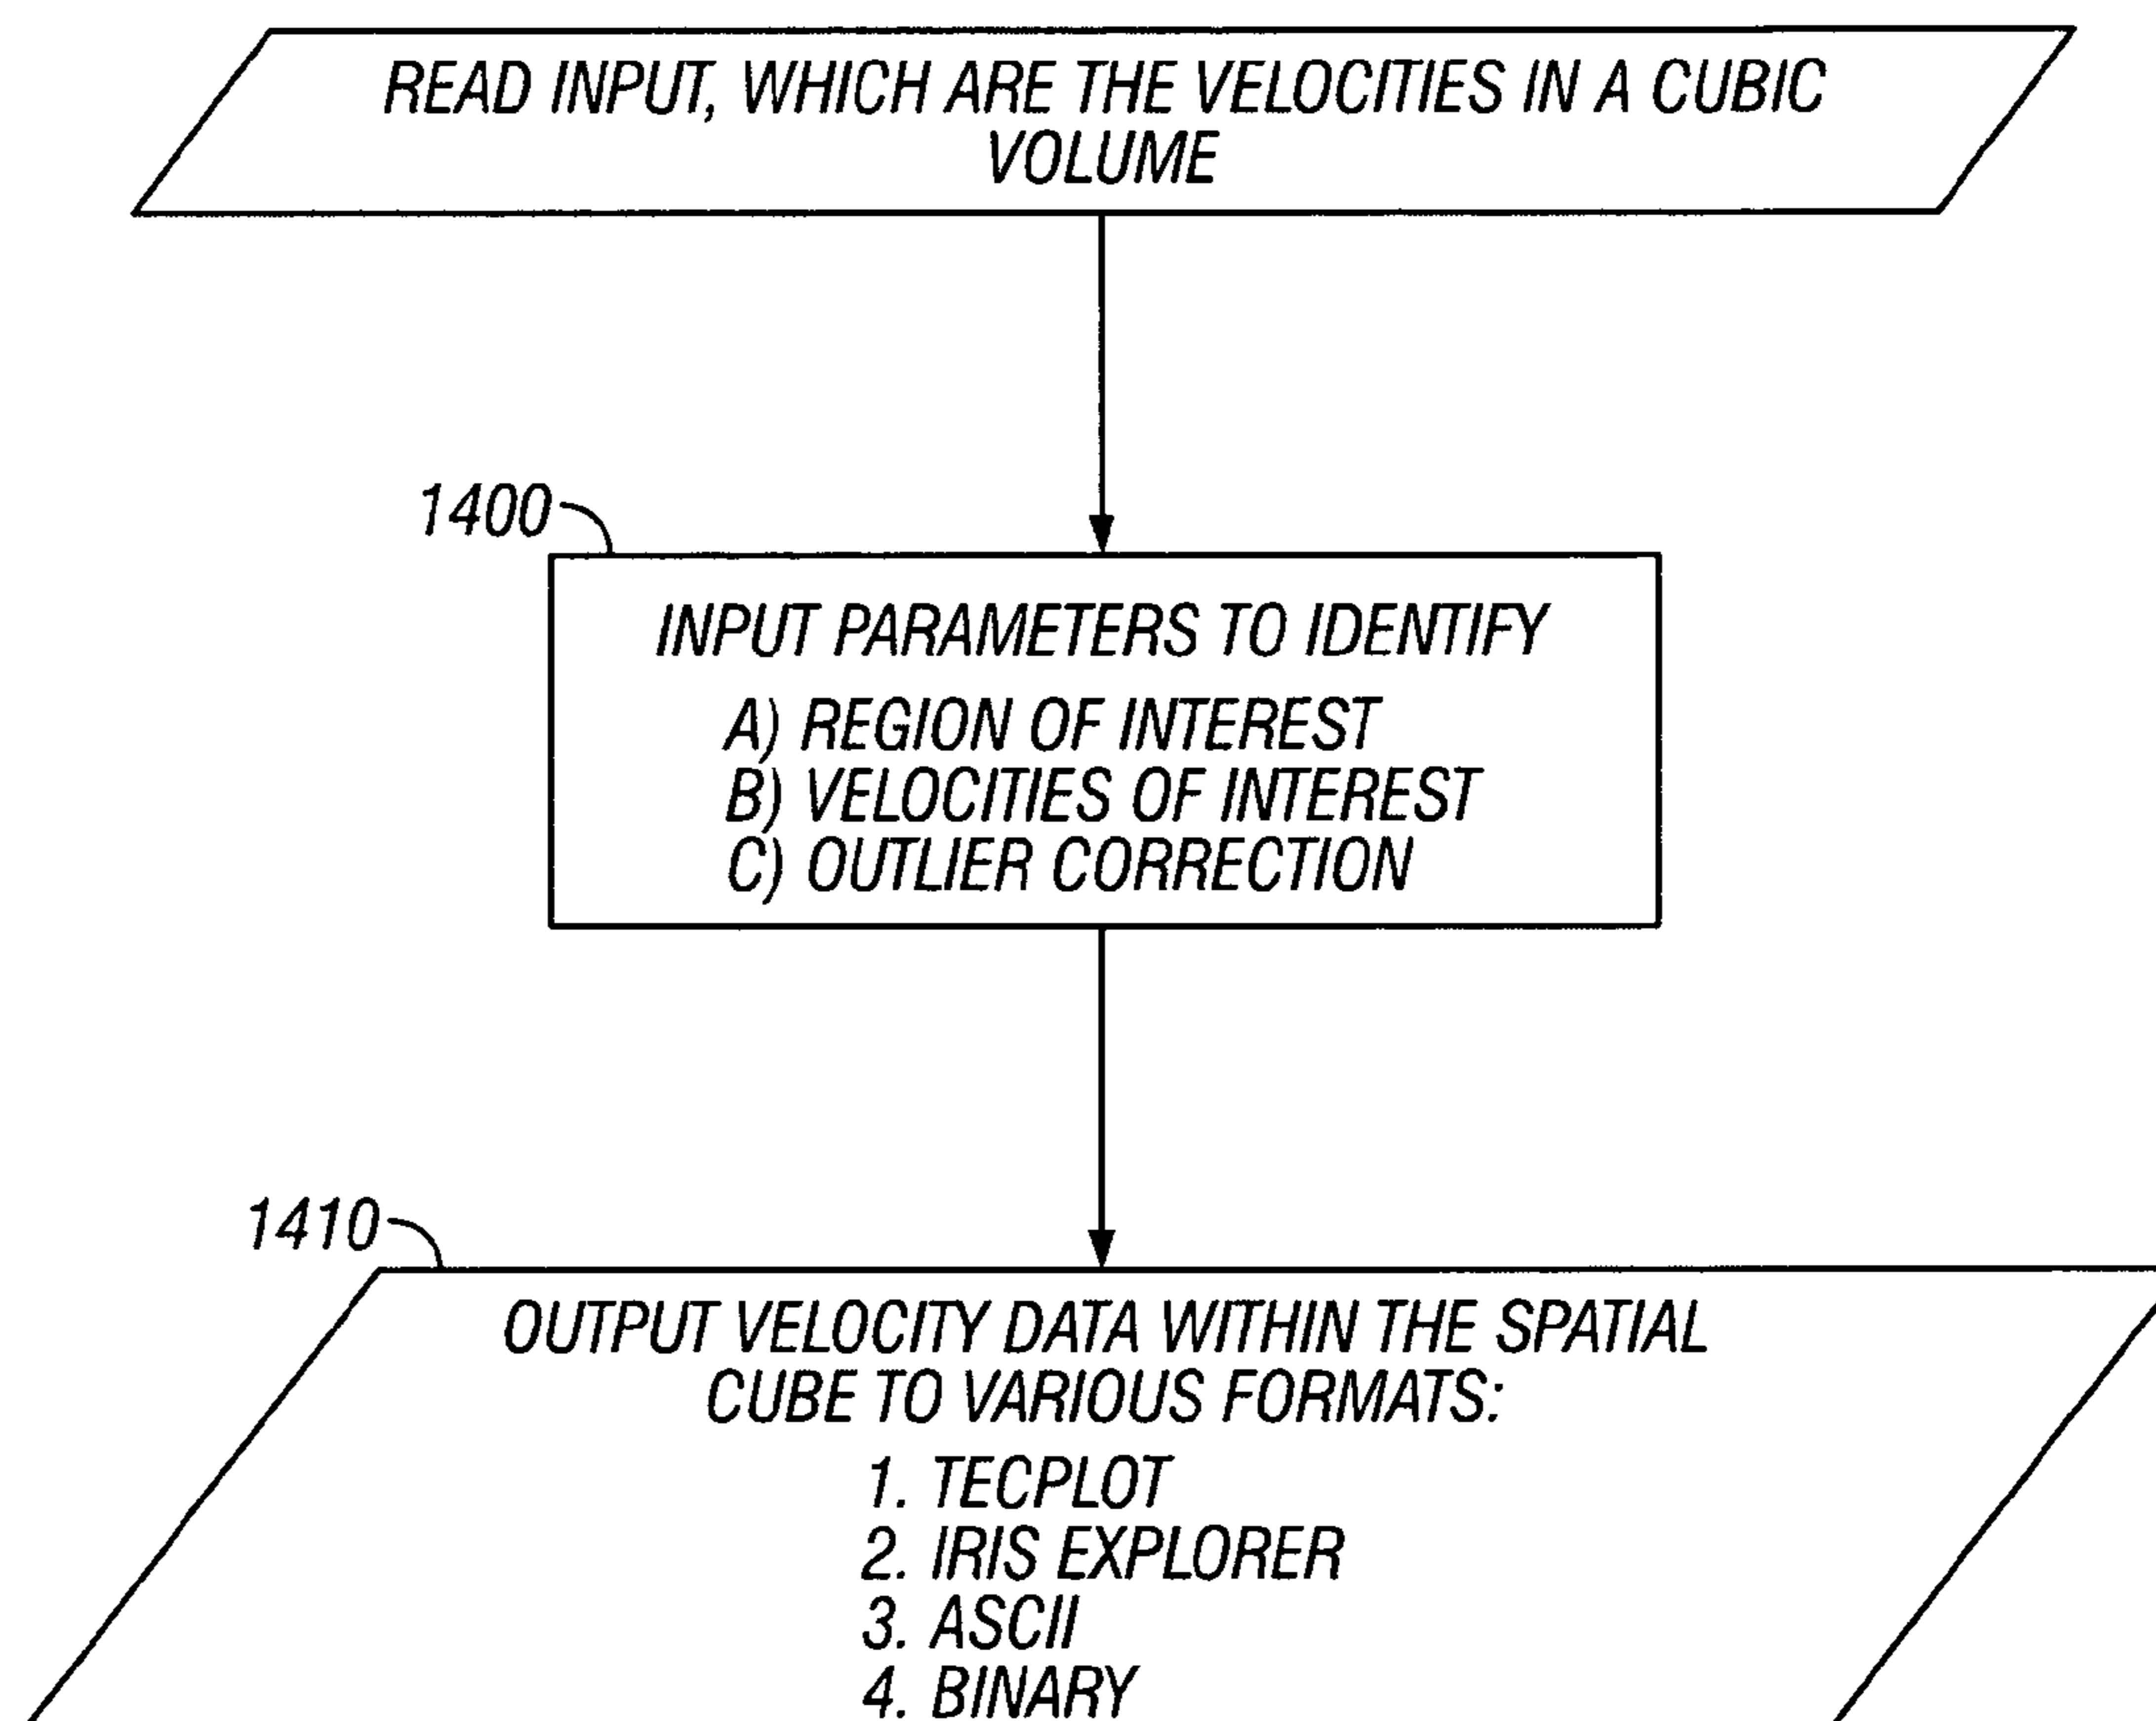 READ INPUT, WHICH ARE THE VELOCITIES IN A CUBIC
VOLUME
1400
INPUT PARAMETERS TO IDENTIFY
A) REGION OF INTEREST
B) VELOCITIES OF INTEREST
C) OUTLIER CORRECTION
1410
OUTPUT VELOCITY DATA WITHIN THE SPATIAL
CUBE TO VARIOUS FORMATS:
1. TECPLOT
2. IRIS EXPLORER
3. ASCII
4. BINARY